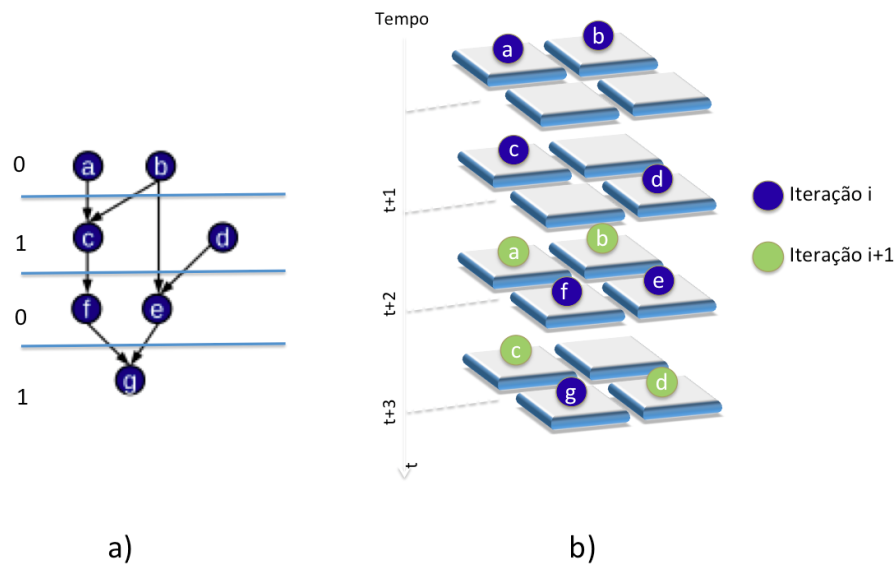 0
a b
1
c d
0
f e
1
g
a)
Tempo
a b
c
d
t+1
a b
f e
t+2
c
g d
t+3
t
Iteração i
Iteração i+1
b)